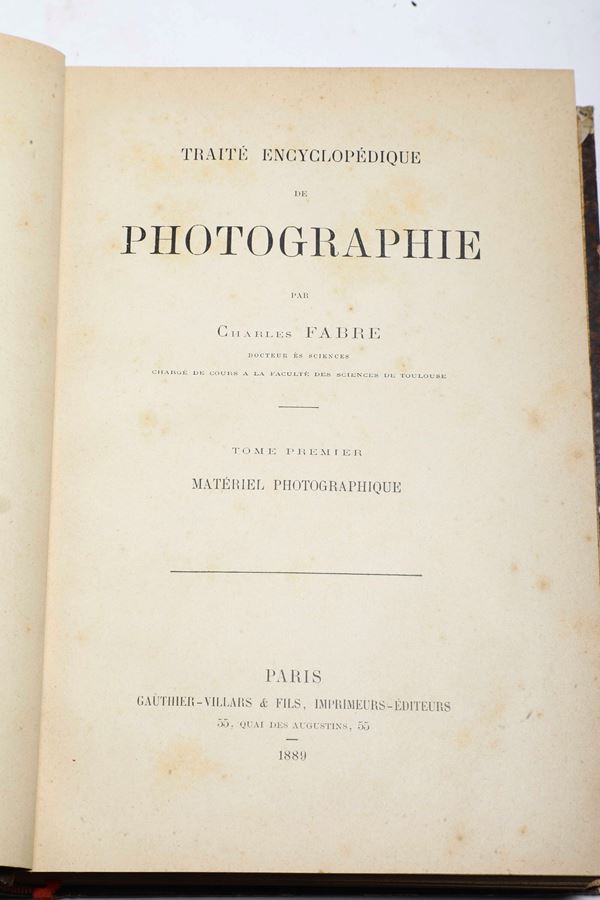 TRAITÉ ENCYCLOPÉDIQUE
DE
PHOTOGRAPHIE
PAR
CHARLES FABRE
DOCTEUR ÈS SCIENCES
CHARGÉ DE COURS A LA FACULTÉ DES SCIENCES DE TOULOUSE
TOME PREMIER
MATÉRIEL PHOTOGRAPHIQUE
PARIS
GAUTHIER-VILLARS & FILS, IMPRIMEURS-ÉDITEURS
55, QUAI DES AUGUSTINS, 55
1889